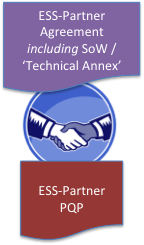 ESS-Partner
Agreement
including SoW /
‘Technical Annex’
ESS-Partner
PQP